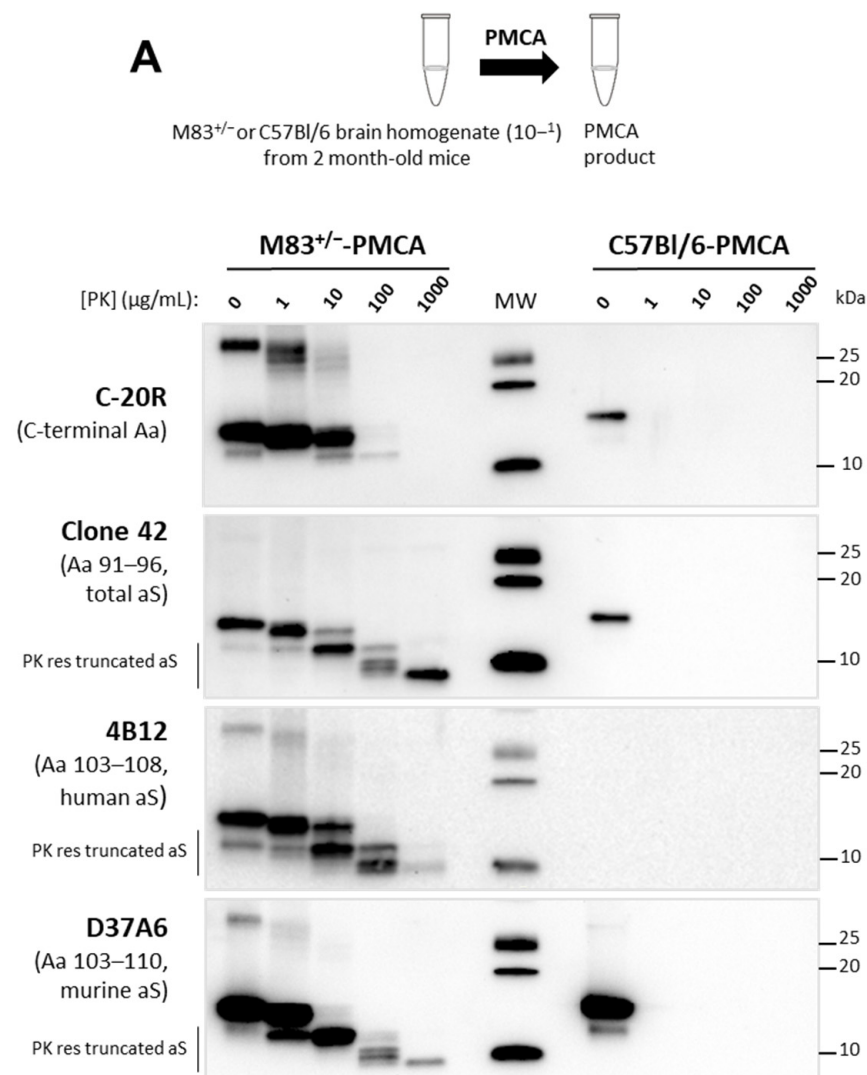 A
PMCA
M83+/− or C57Bl/6 brain homogenate (10−1)
from 2 month-old mice
PMCA
product
M83+/−-PMCA
C57Bl/6-PMCA
[PK] (µg/mL): 0 1 10 100 1000 MW 0 1 10 100 1000 kDa
C-20R
(C-terminal Aa)
25
20
10
Clone 42
(Aa 91–96,
total aS)
PK res truncated aS
25
20
10
4B12
(Aa 103–108,
human aS)
PK res truncated aS
25
20
10
D37A6
(Aa 103–110,
murine aS)
PK res truncated aS
25
20
10